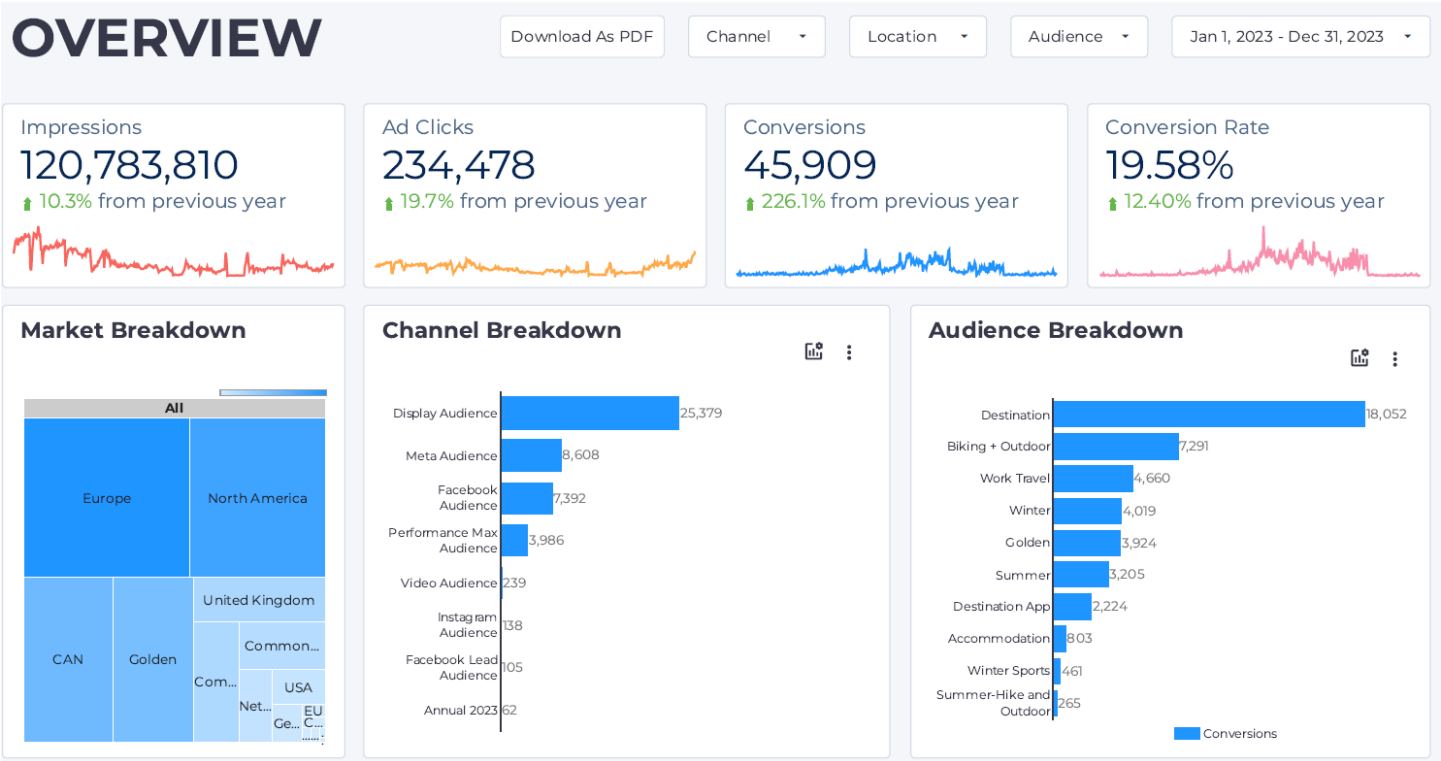 OVERVIEW
Download As PDF
Channel
Location
Audience
Jan 1, 2023 - Dec 31, 2023
Impressions
120,783,810
10.3% from previous year
Ad Clicks
234,478
19.7% from previous year
Conversions
45,909
226.1% from previous year
Conversion Rate
19.58%
12.40% from previous year
Market Breakdown
All
Europe
North America
CAN
Golden
United Kingdom
Com...
Common...
Net...
USA
Ge...
EU
C...
Channel Breakdown
Display Audience 25,379
Meta Audience 8,608
Facebook
Audience 7,392
Performance Max
Audience 3,986
Video Audience 239
Instagram
Audience 138
Facebook Lead
Audience 105
Annual 2023 62
Audience Breakdown
Destination 18,052
Biking + Outdoor 7,291
Work Travel 4,660
Winter 4,019
Golden 3,924
Summer 3,205
Destination App 2,224
Accommodation 803
Winter Sports 461
Summer-Hike and
Outdoor 265
Conversions